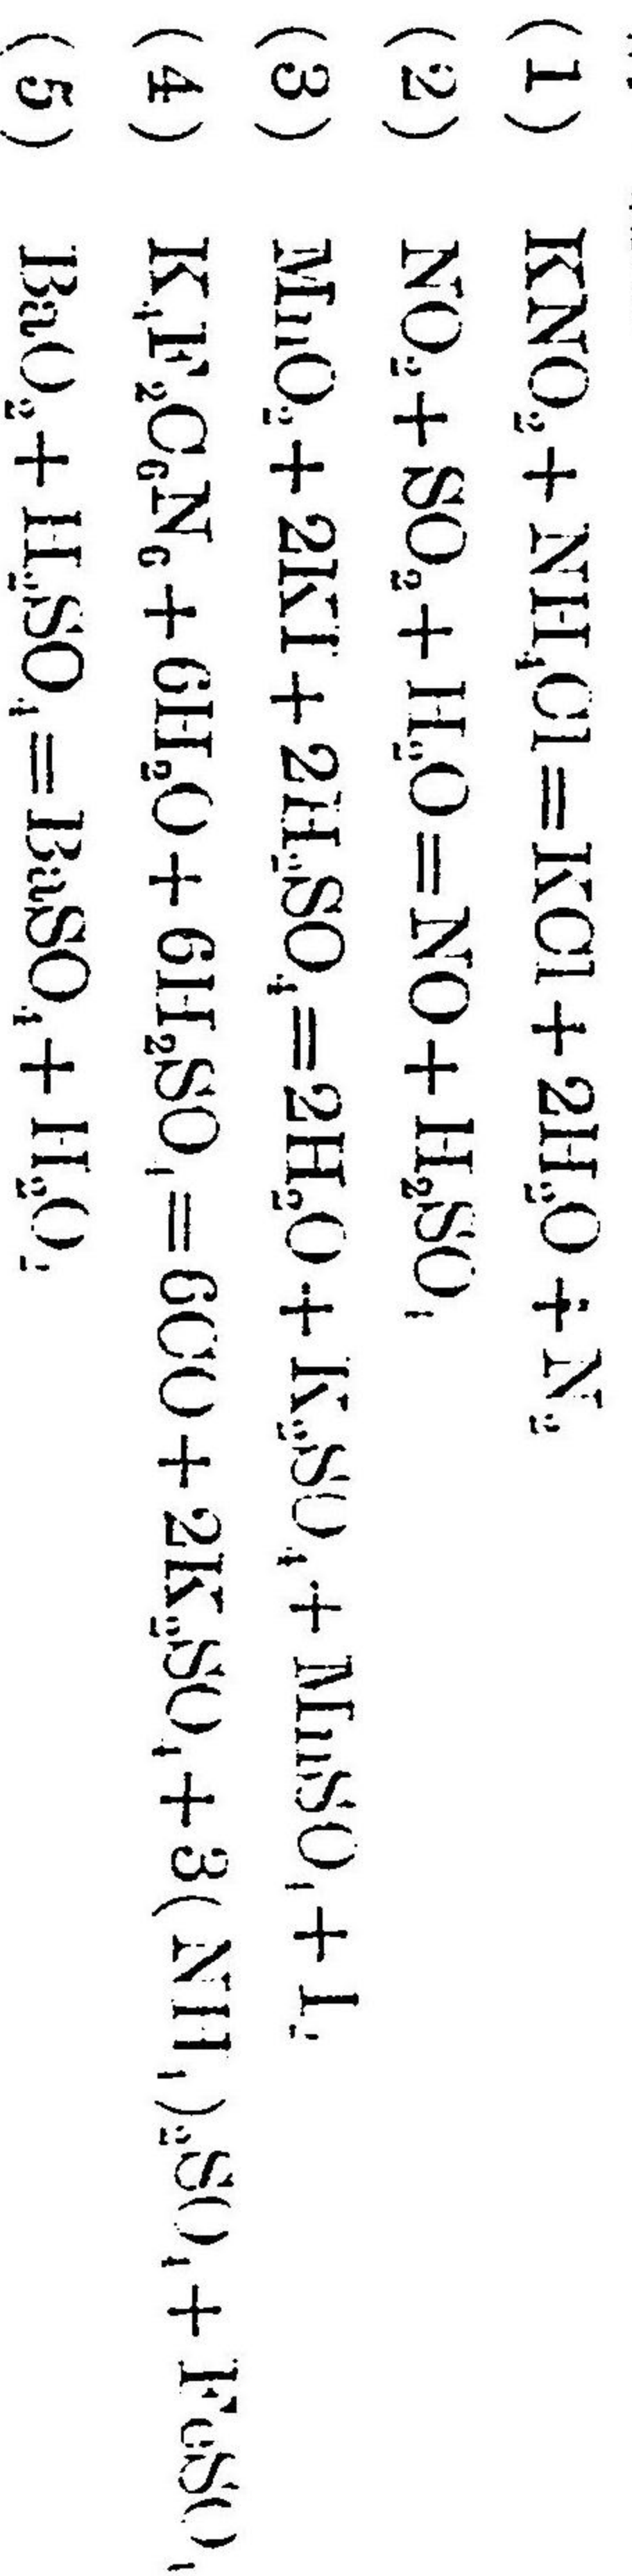 (1) KNO₂+NH₄Cl=KCl+2H₂O+N₂
(2) NO₂+SO₂+H₂O=NO+H₂SO₄
(3) MnO₂+2KI+2H₂SO₄=2H₂O+K₂SO₄+MnSO₄+I₂
(4) K₄F₂C₆N₆+6H₂O+6H₂SO₄=6CO+2K₂SO₄+3(NH₄)₂SO₄+FeSO₄
(5) BaO₂+H₂SO₄=BaSO₄+H₂O₂